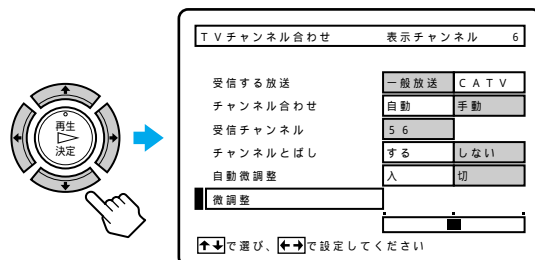 TVチャンネル合わせ 表示チャンネル 6
受信する放送 一般放送 CATV
チャンネル合わせ 自動 手動
受信チャンネル 56
チャンネルとばし する しない
自動微調整 入 切
微調整
↑↓で選び、←→で設定してください
再生
決定